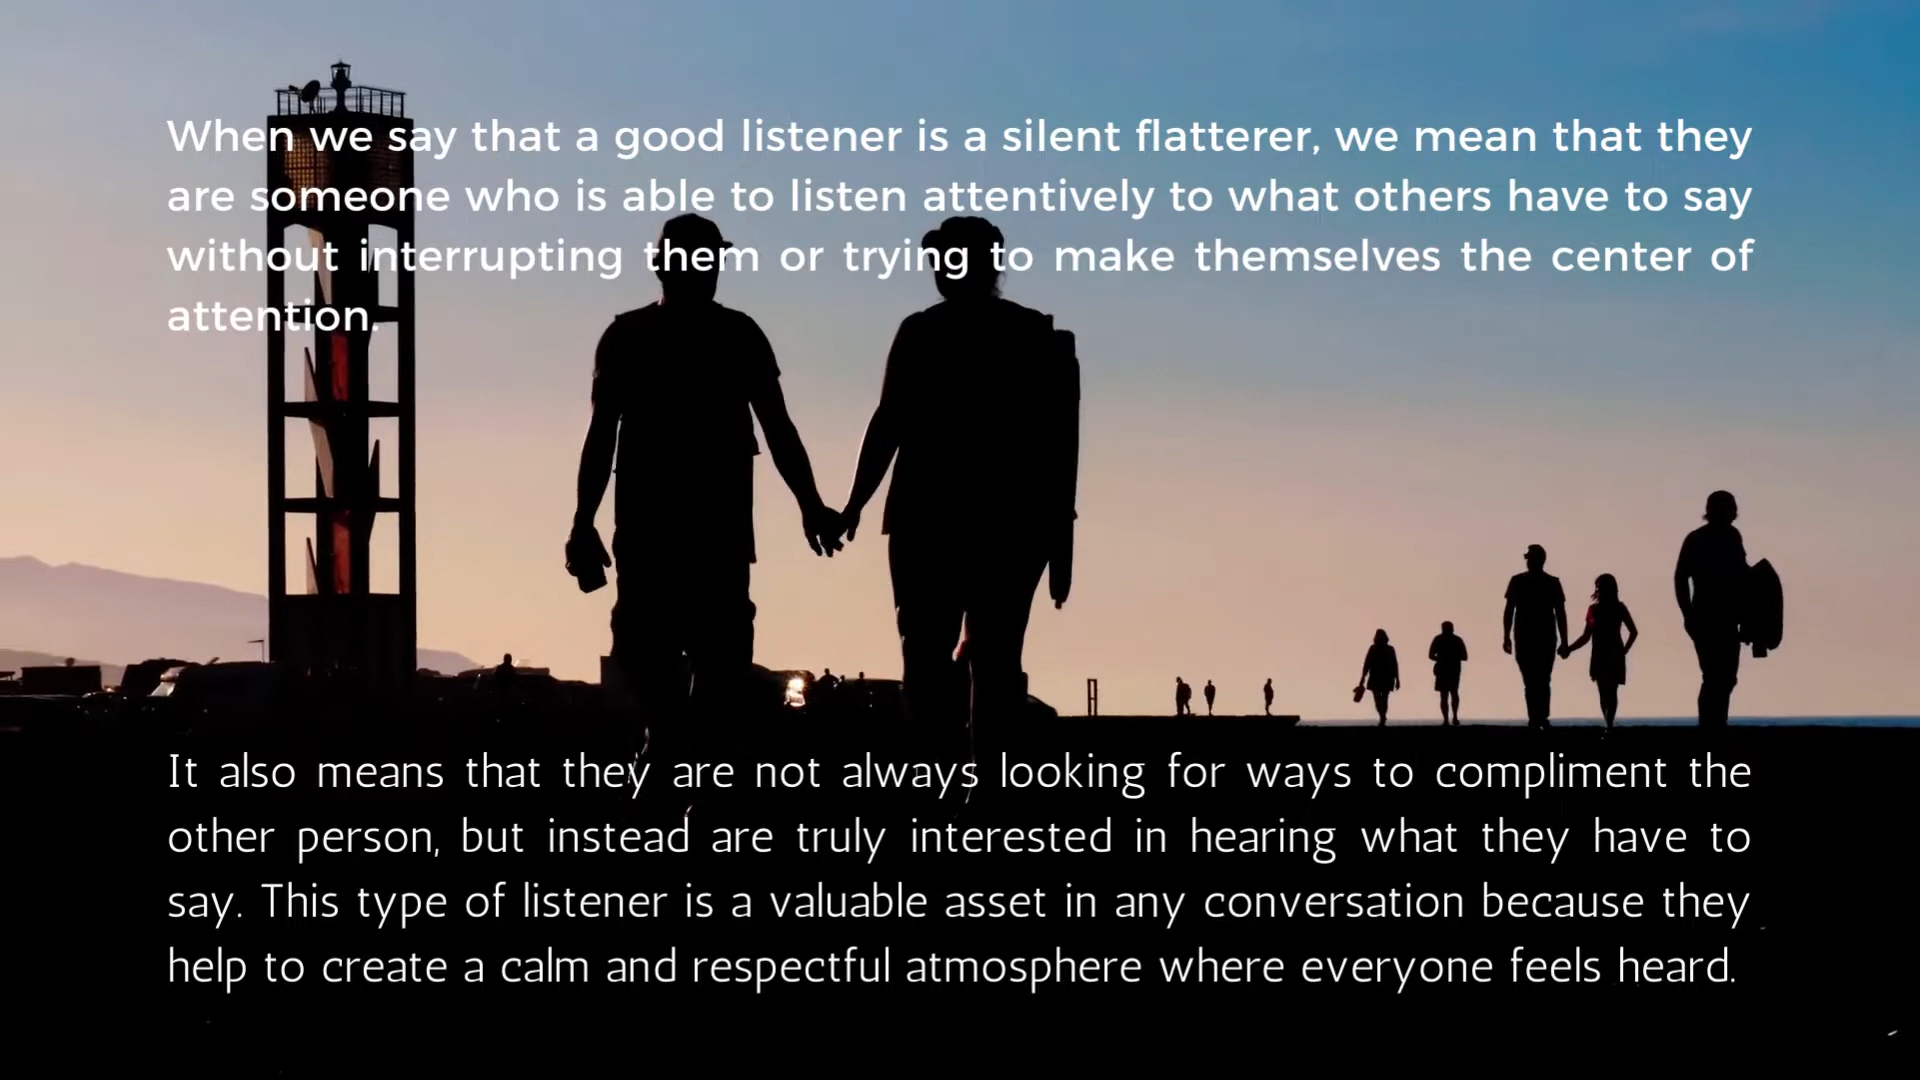 When we say that a good listener is a silent flatterer, we mean that they
are someone who is able to listen attentively to what others have to say
without interrupting them or trying to make themselves the center of
attention.
It also means that they are not always looking for ways to compliment the
other person, but instead are truly interested in hearing what they have to
say. This type of listener is a valuable asset in any conversation because they
help to create a calm and respectful atmosphere where everyone feels heard.